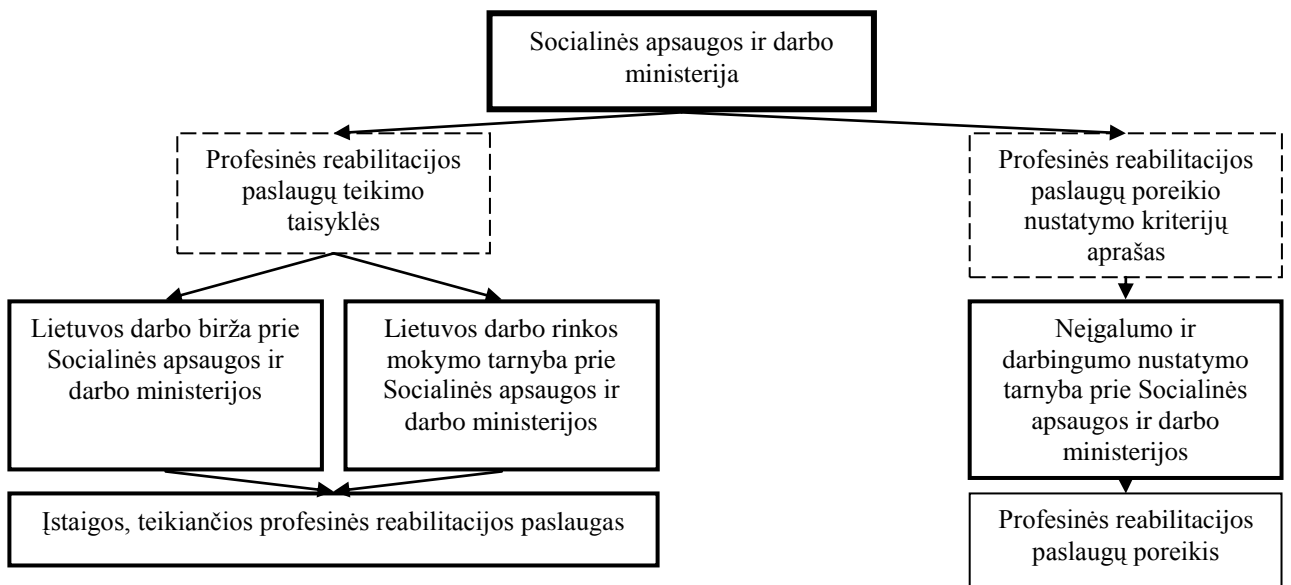 Socialinės apsaugos ir darbo
ministerija
Profesinės reabilitacijos
paslaugų teikimo
taisyklės
Profesinės reabilitacijos
paslaugų poreikio
nustatymo kriterijų
aprašas
Lietuvos darbo birža prie
Socialinės apsaugos ir
darbo ministerijos
Lietuvos darbo rinkos
mokymo tarnyba prie
Socialinės apsaugos ir
darbo ministerijos
Neįgalumo ir
darbingumo nustatymo
tarnyba prie Socialinės
apsaugos ir darbo
ministerijos
Įstaigos, teikiančios profesinės reabilitacijos paslaugas
Profesinės reabilitacijos
paslaugų poreikis